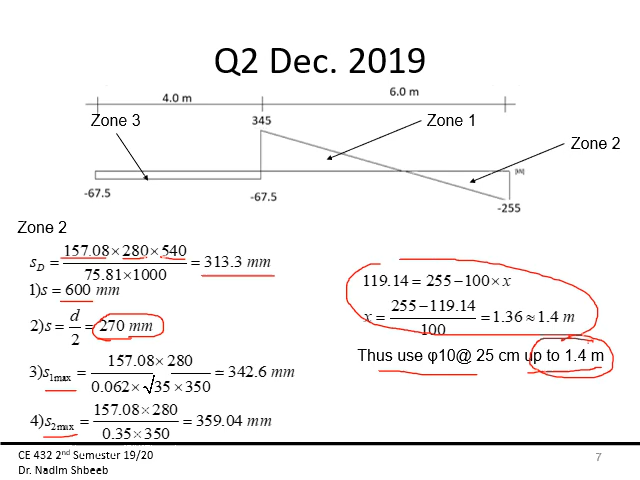 Q2 Dec. 2019
4.0 m
6.0 m
Zone 3
345
Zone 1
Zone 2
[kN]
-67.5
-67.5
-255
Zone 2
s_D = (157.08×280×540)/(75.81×1000) = 313.3 mm
1)s = 600 mm
2)s = d/2 = 270 mm
3)s_1max = (157.08×280)/(0.062×√35×350) = 342.6 mm
4)s_2max = (157.08×280)/(0.35×350) = 359.04 mm
119.14 = 255−100×x
x = (255−119.14)/100 = 1.36 ≈ 1.4 m
Thus use φ10@ 25 cm up to 1.4 m
CE 432 2nd Semester 19/20
Dr. Nadim Shbeeb
7